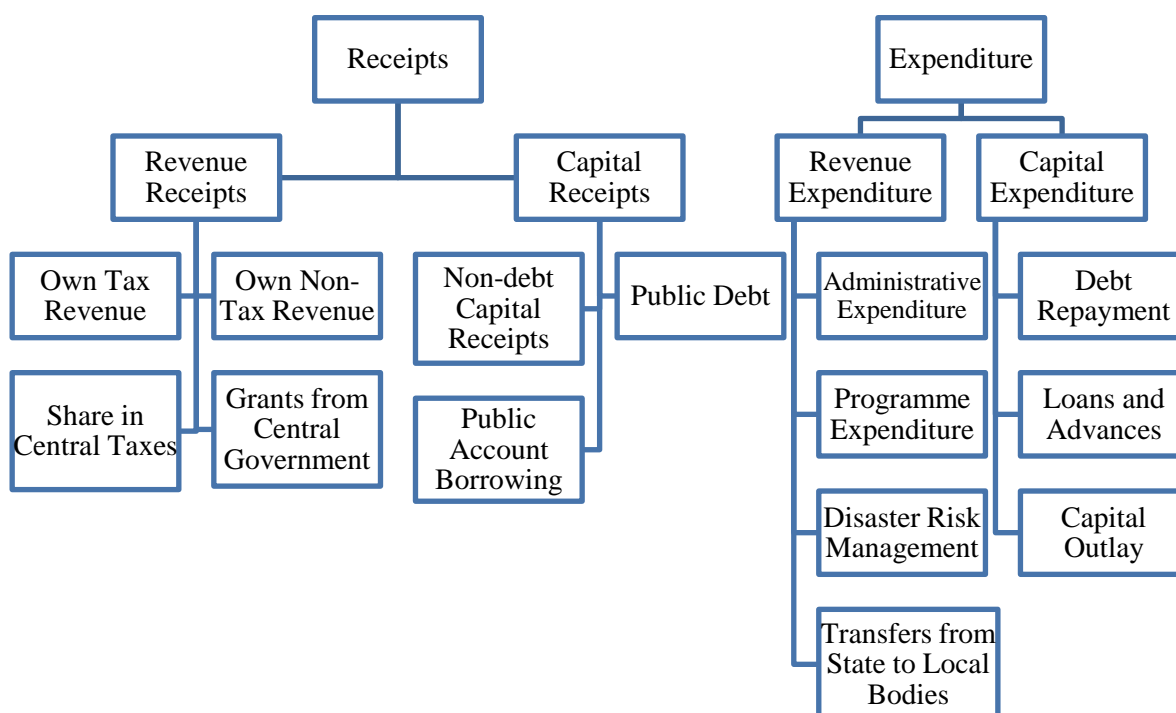 Receipts
Revenue
Receipts
Capital
Receipts
Own Tax
Revenue
Own Non-
Tax Revenue
Share in
Central Taxes
Grants from
Central
Government
Non-debt
Capital
Receipts
Public Debt
Public
Account
Borrowing
Expenditure
Revenue
Expenditure
Capital
Expenditure
Administrative
Expenditure
Programme
Expenditure
Disaster Risk
Management
Transfers from
State to Local
Bodies
Debt
Repayment
Loans and
Advances
Capital
Outlay